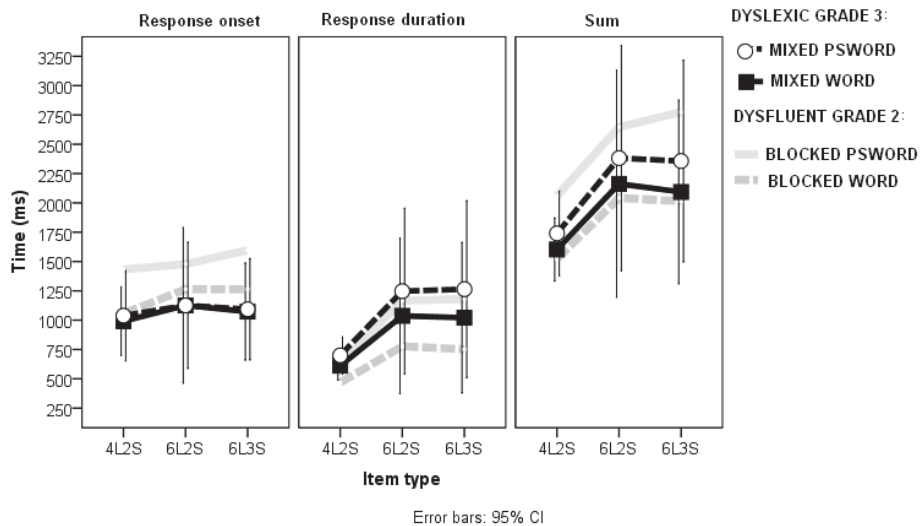 Response onset
Response duration
Sum
DYSLEXIC GRADE 3:
MIXED PSWORD
MIXED WORD
DYSFLUENT GRADE 2:
BLOCKED PSWORD
BLOCKED WORD
Time (ms)
3250
3000
2750
2500
2250
2000
1750
1500
1250
1000
750
500
250
4L2S 6L2S 6L3S
4L2S 6L2S 6L3S
4L2S 6L2S 6L3S
Item type
Error bars: 95% CI